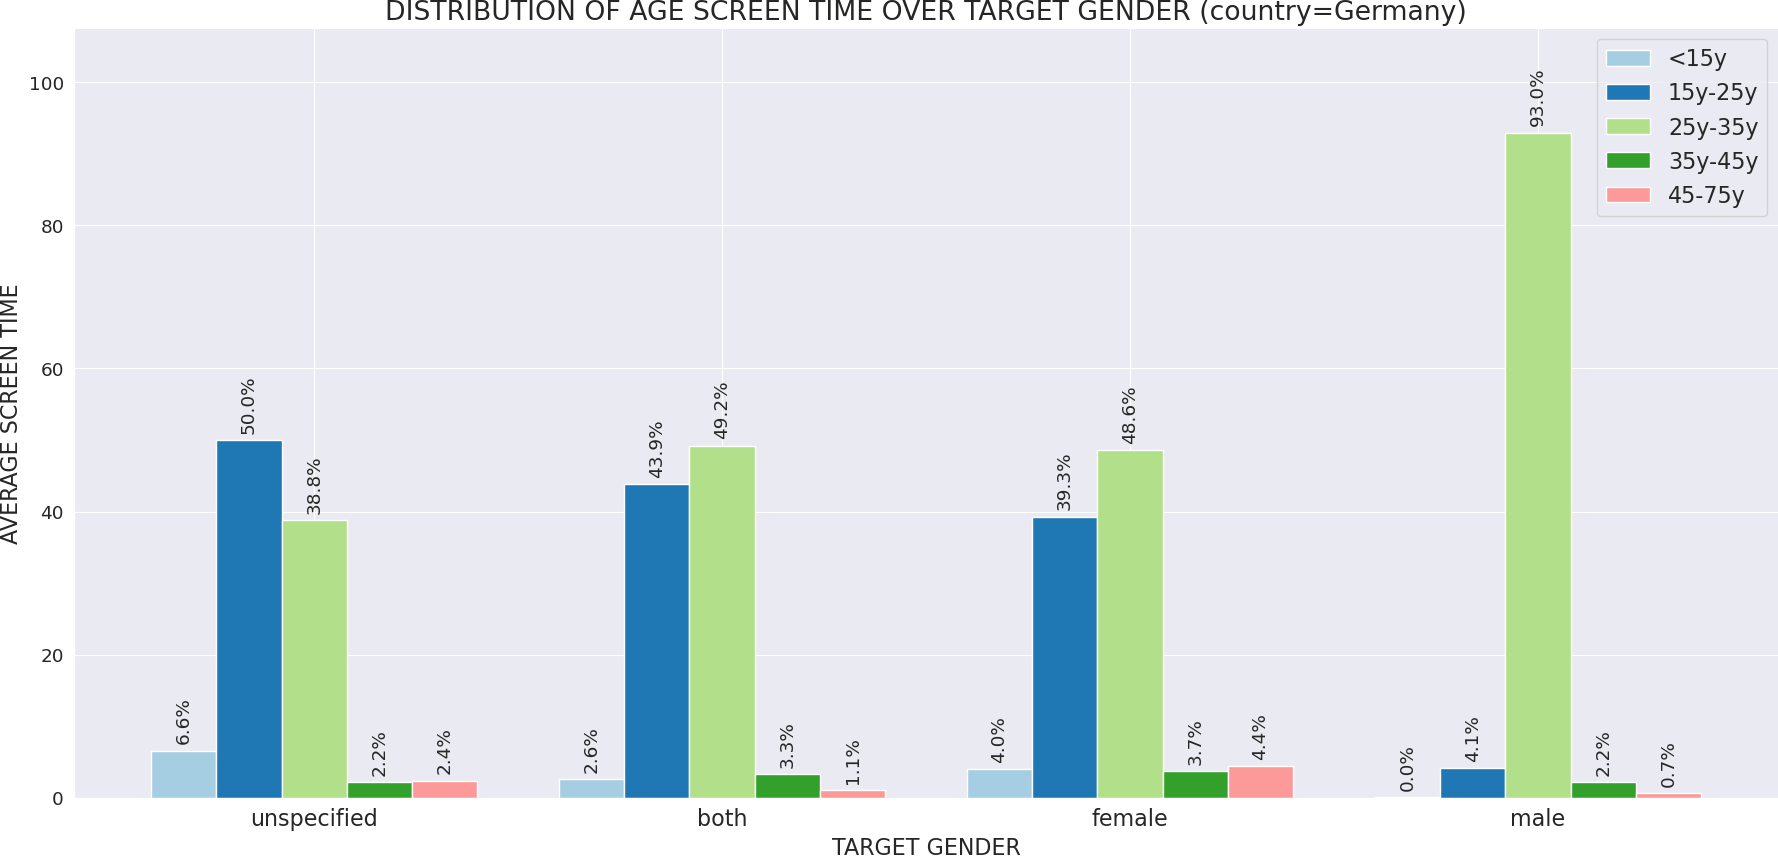 DISTRIBUTION OF AGE SCREEN TIME OVER TARGET GENDER (country=Germany)
<15y
15y-25y
25y-35y
35y-45y
45-75y
AVERAGE SCREEN TIME
100
80
60
40
20
0
6.6%
50.0%
38.8%
2.2%
2.4%
2.6%
43.9%
49.2%
3.3%
1.1%
4.0%
39.3%
48.6%
3.7%
4.4%
0.0%
4.1%
93.0%
2.2%
0.7%
unspecified
both
female
male
TARGET GENDER